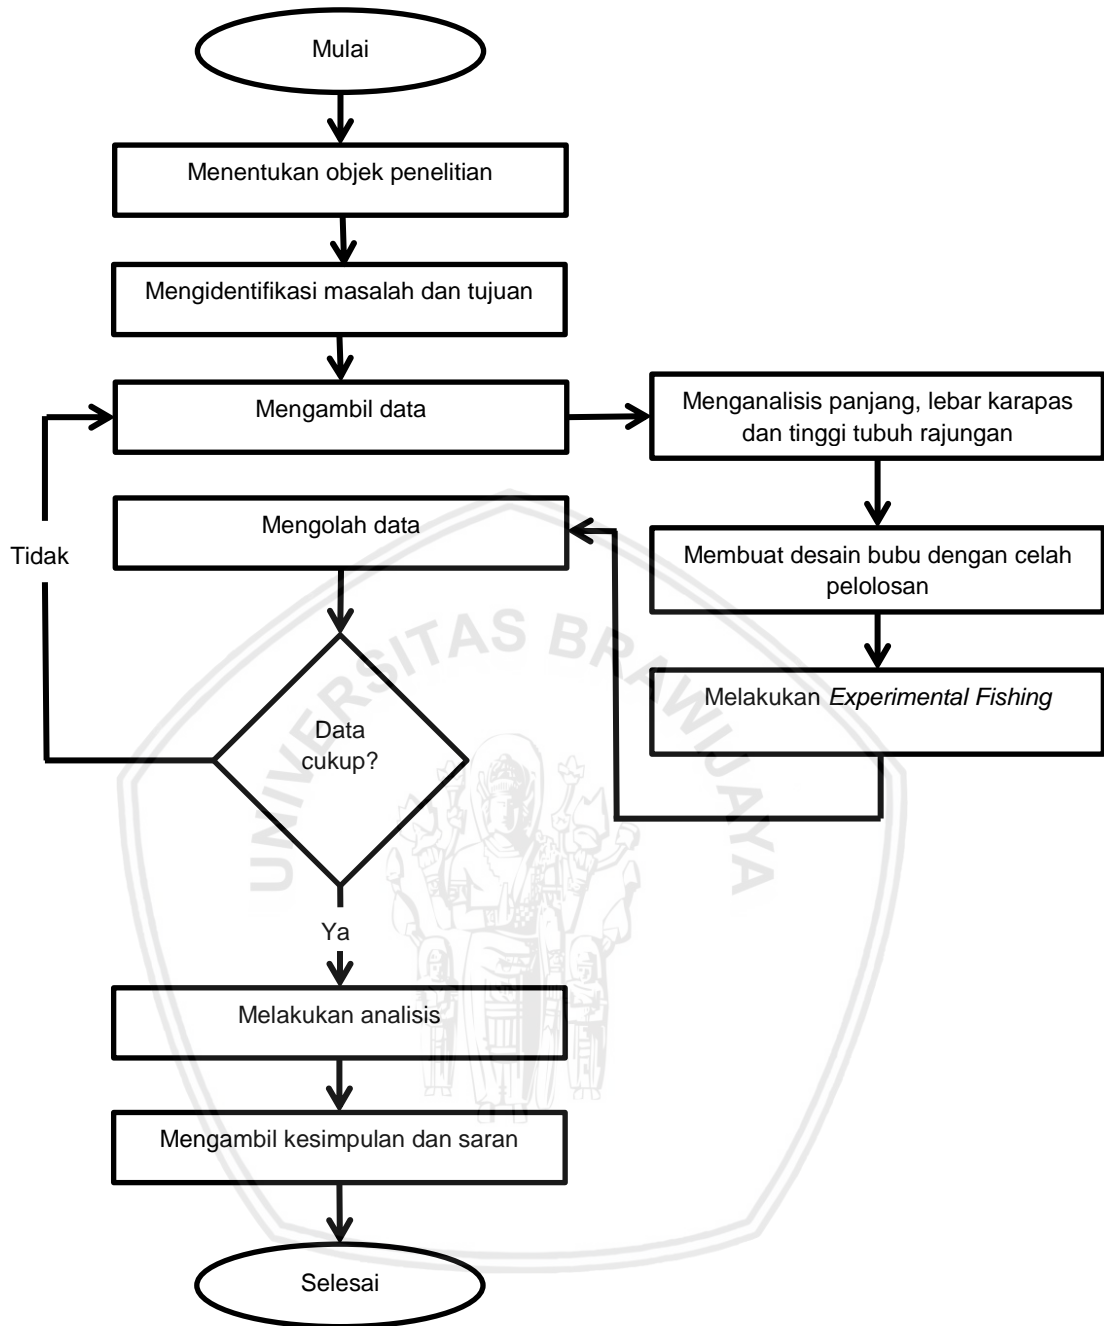 Mulai
Menentukan objek penelitian
Mengidentifikasi masalah dan tujuan
Mengambil data
Menganalisis panjang, lebar karapas
dan tinggi tubuh rajungan
Membuat desain bubu dengan celah
pelolosan
Melakukan Experimental Fishing
Mengolah data
Tidak
Data
cukup?
Ya
Melakukan analisis
Mengambil kesimpulan dan saran
Selesai
UNIVERSITAS BRAWIJAYA